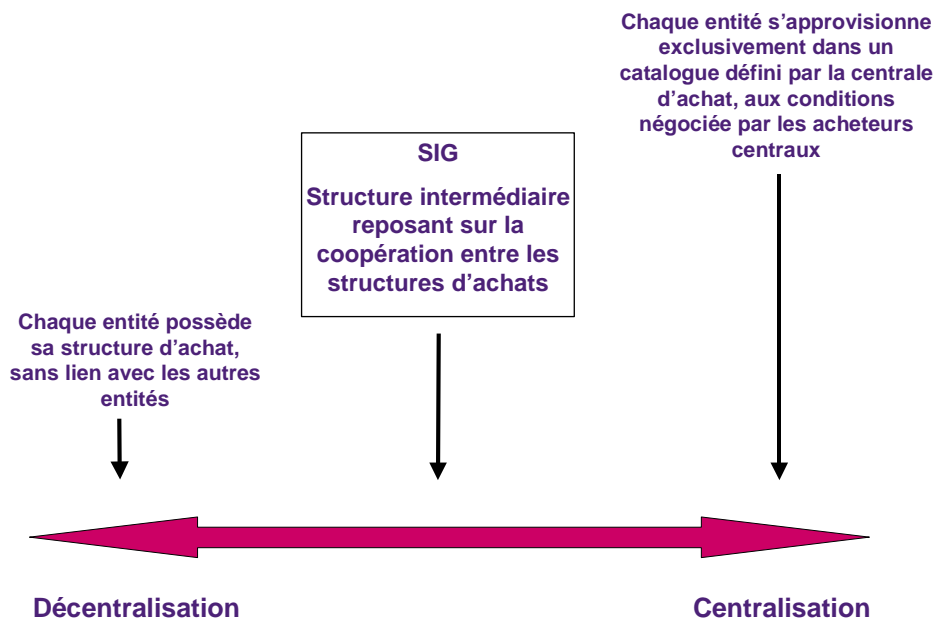 Chaque entité s'approvisionne
exclusivement dans un
catalogue défini par la centrale
d'achat, aux conditions
négociée par les acheteurs
centraux
SIG
Structure intermédiaire
reposant sur la
coopération entre les
structures d'achats
Chaque entité possède
sa structure d'achat,
sans lien avec les autres
entités
Décentralisation
Centralisation